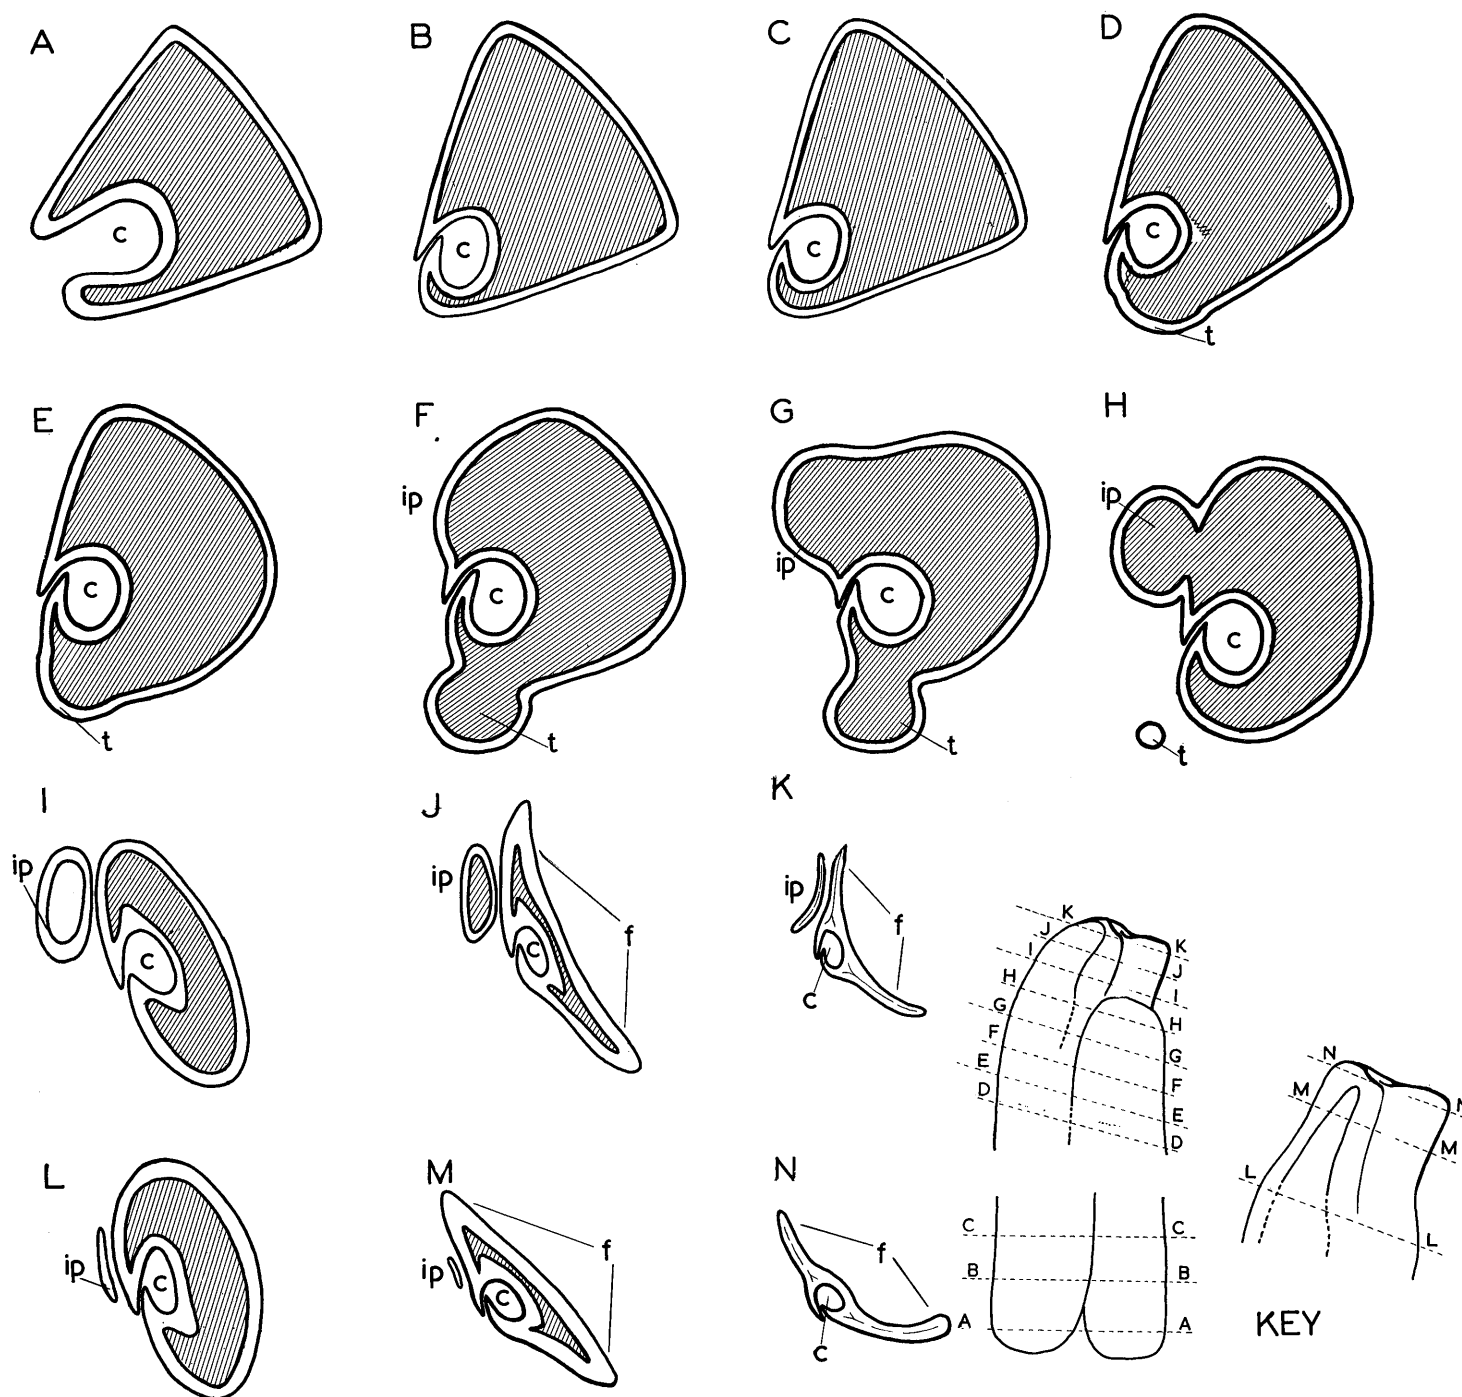 A B C D
c c c c
t
E F G H
ip ip ip
c c c c
t t t t
I J K
ip ip ip
c c c
f f
K K
J J
I I
H H
G G
F F
E E
D D
L M N
ip ip
c c c
f f
C C
B B
A A
N N
M M
L L
KEY